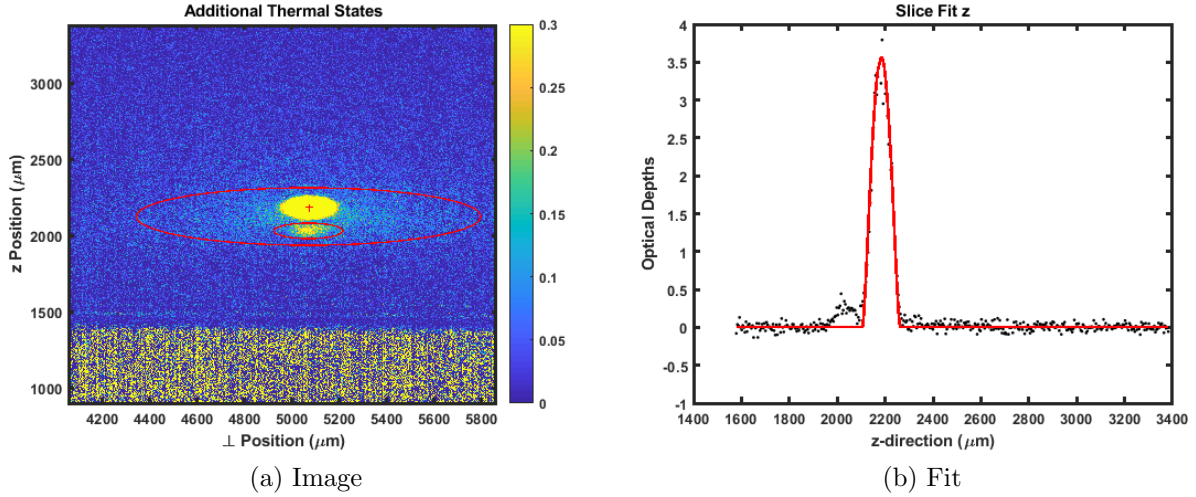 Additional Thermal States
z Position (μm)
3000
2500
2000
1500
1000
4200 4400 4600 4800 5000 5200 5400 5600 5800
⊥ Position (μm)
0.3
0.25
0.2
0.15
0.1
0.05
0
(a) Image
Slice Fit z
Optical Depths
4
3.5
3
2.5
2
1.5
1
0.5
0
-0.5
-1
1400 1600 1800 2000 2200 2400 2600 2800 3000 3200 3400
z-direction (μm)
(b) Fit